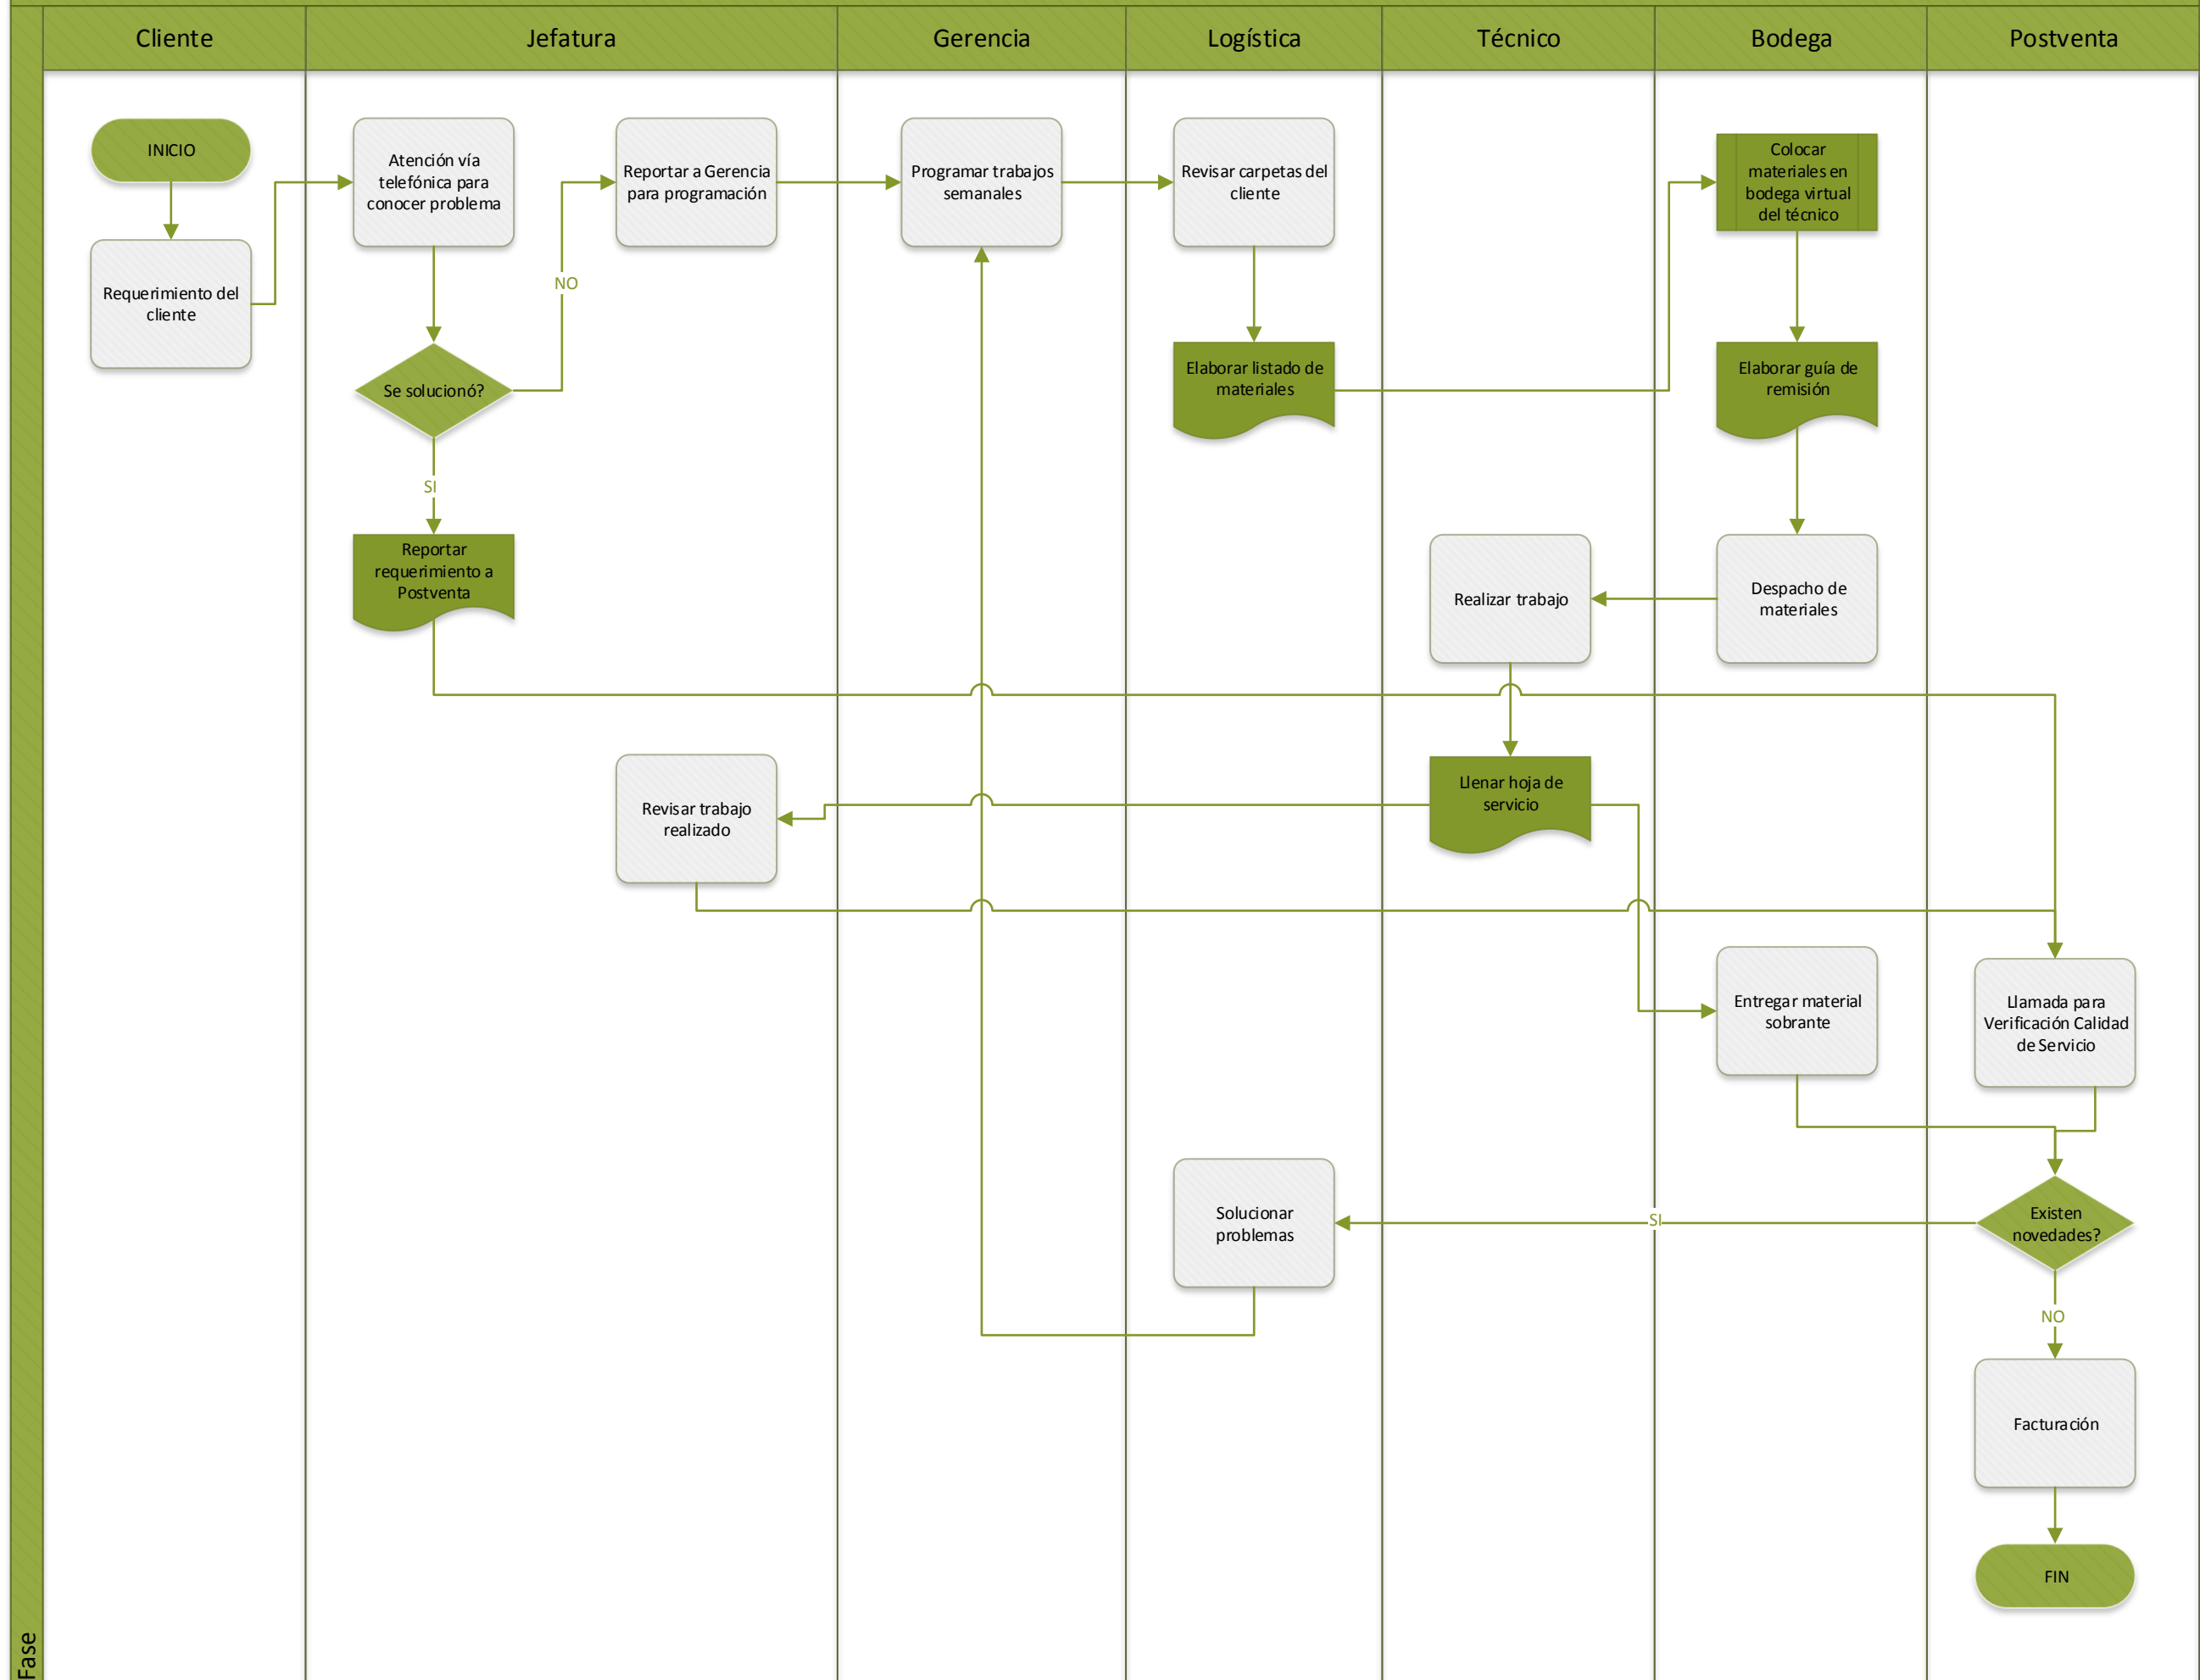 Cliente
Jefatura
Gerencia
Logística
Técnico
Bodega
Postventa
INICIO
Requerimiento del
cliente
Atención vía
telefónica para
conocer problema
Reportar a Gerencia
para programación
Programar trabajos
semanales
Revisar carpetas del
cliente
Colocar
materiales en
bodega virtual
del técnico
NO
Se solucionó?
Elaborar listado de
materiales
Elaborar guía de
remisión
SI
Reportar
requerimiento a
Postventa
Realizar trabajo
Despacho de
materiales
Revisar trabajo
realizado
Llenar hoja de
servicio
Entregar material
sobrante
Llamada para
Verificación Calidad
de Servicio
Solucionar
problemas
SI
Existen
novedades?
NO
Facturación
FIN
Fase